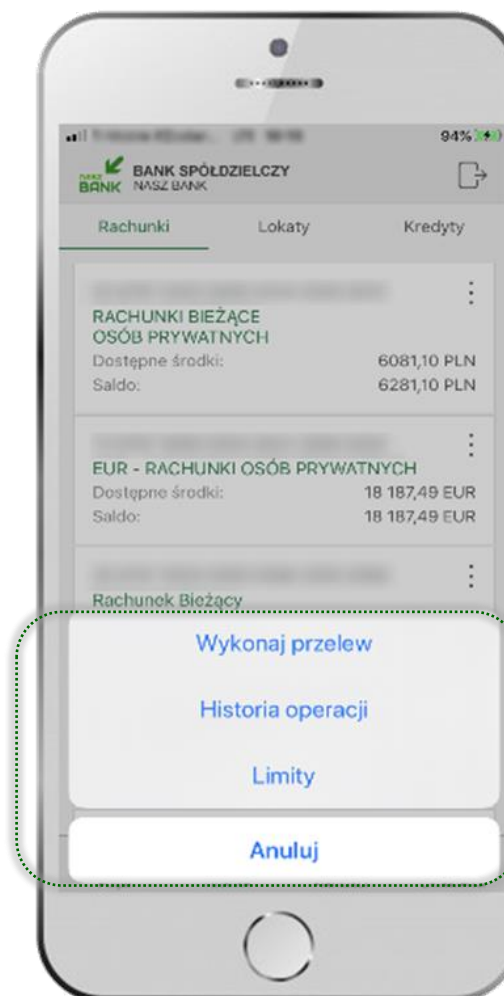 94%
NASZ
BANK
BANK SPÓŁDZIELCZY
NASZ BANK
Rachunki Lokaty Kredyty
RACHUNKI BIEŻĄCE
OSÓB PRYWATNYCH
Dostępne środki: 6081,10 PLN
Saldo: 6281,10 PLN
EUR - RACHUNKI OSÓB PRYWATNYCH
Dostępne środki: 18 187,49 EUR
Saldo: 18 187,49 EUR
Rachunek Bieżący
Wykonaj przelew
Historia operacji
Limity
Anuluj